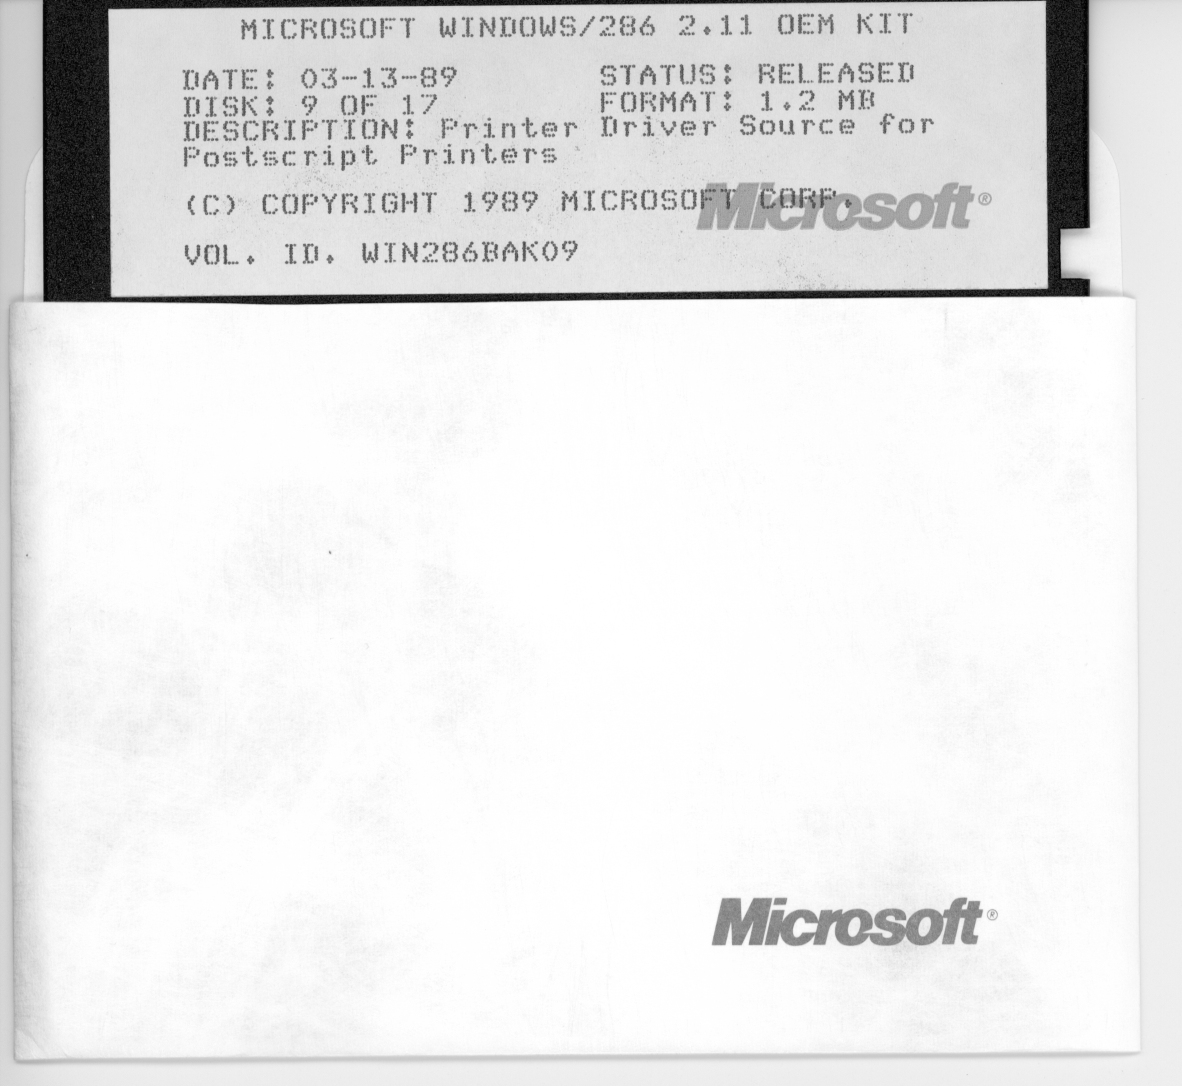 MICROSOFT WINDOWS/286 2.11 OEM KIT
DATE: 03-13-89 STATUS: RELEASED
DISK: 9 OF 17 FORMAT: 1.2 MB
DESCRIPTION: Printer Driver Source for
Postscript Printers
(C) COPYRIGHT 1989 MICROSOFT CORP.
Microsoft®
VOL. ID. WIN286BAK09
Microsoft®